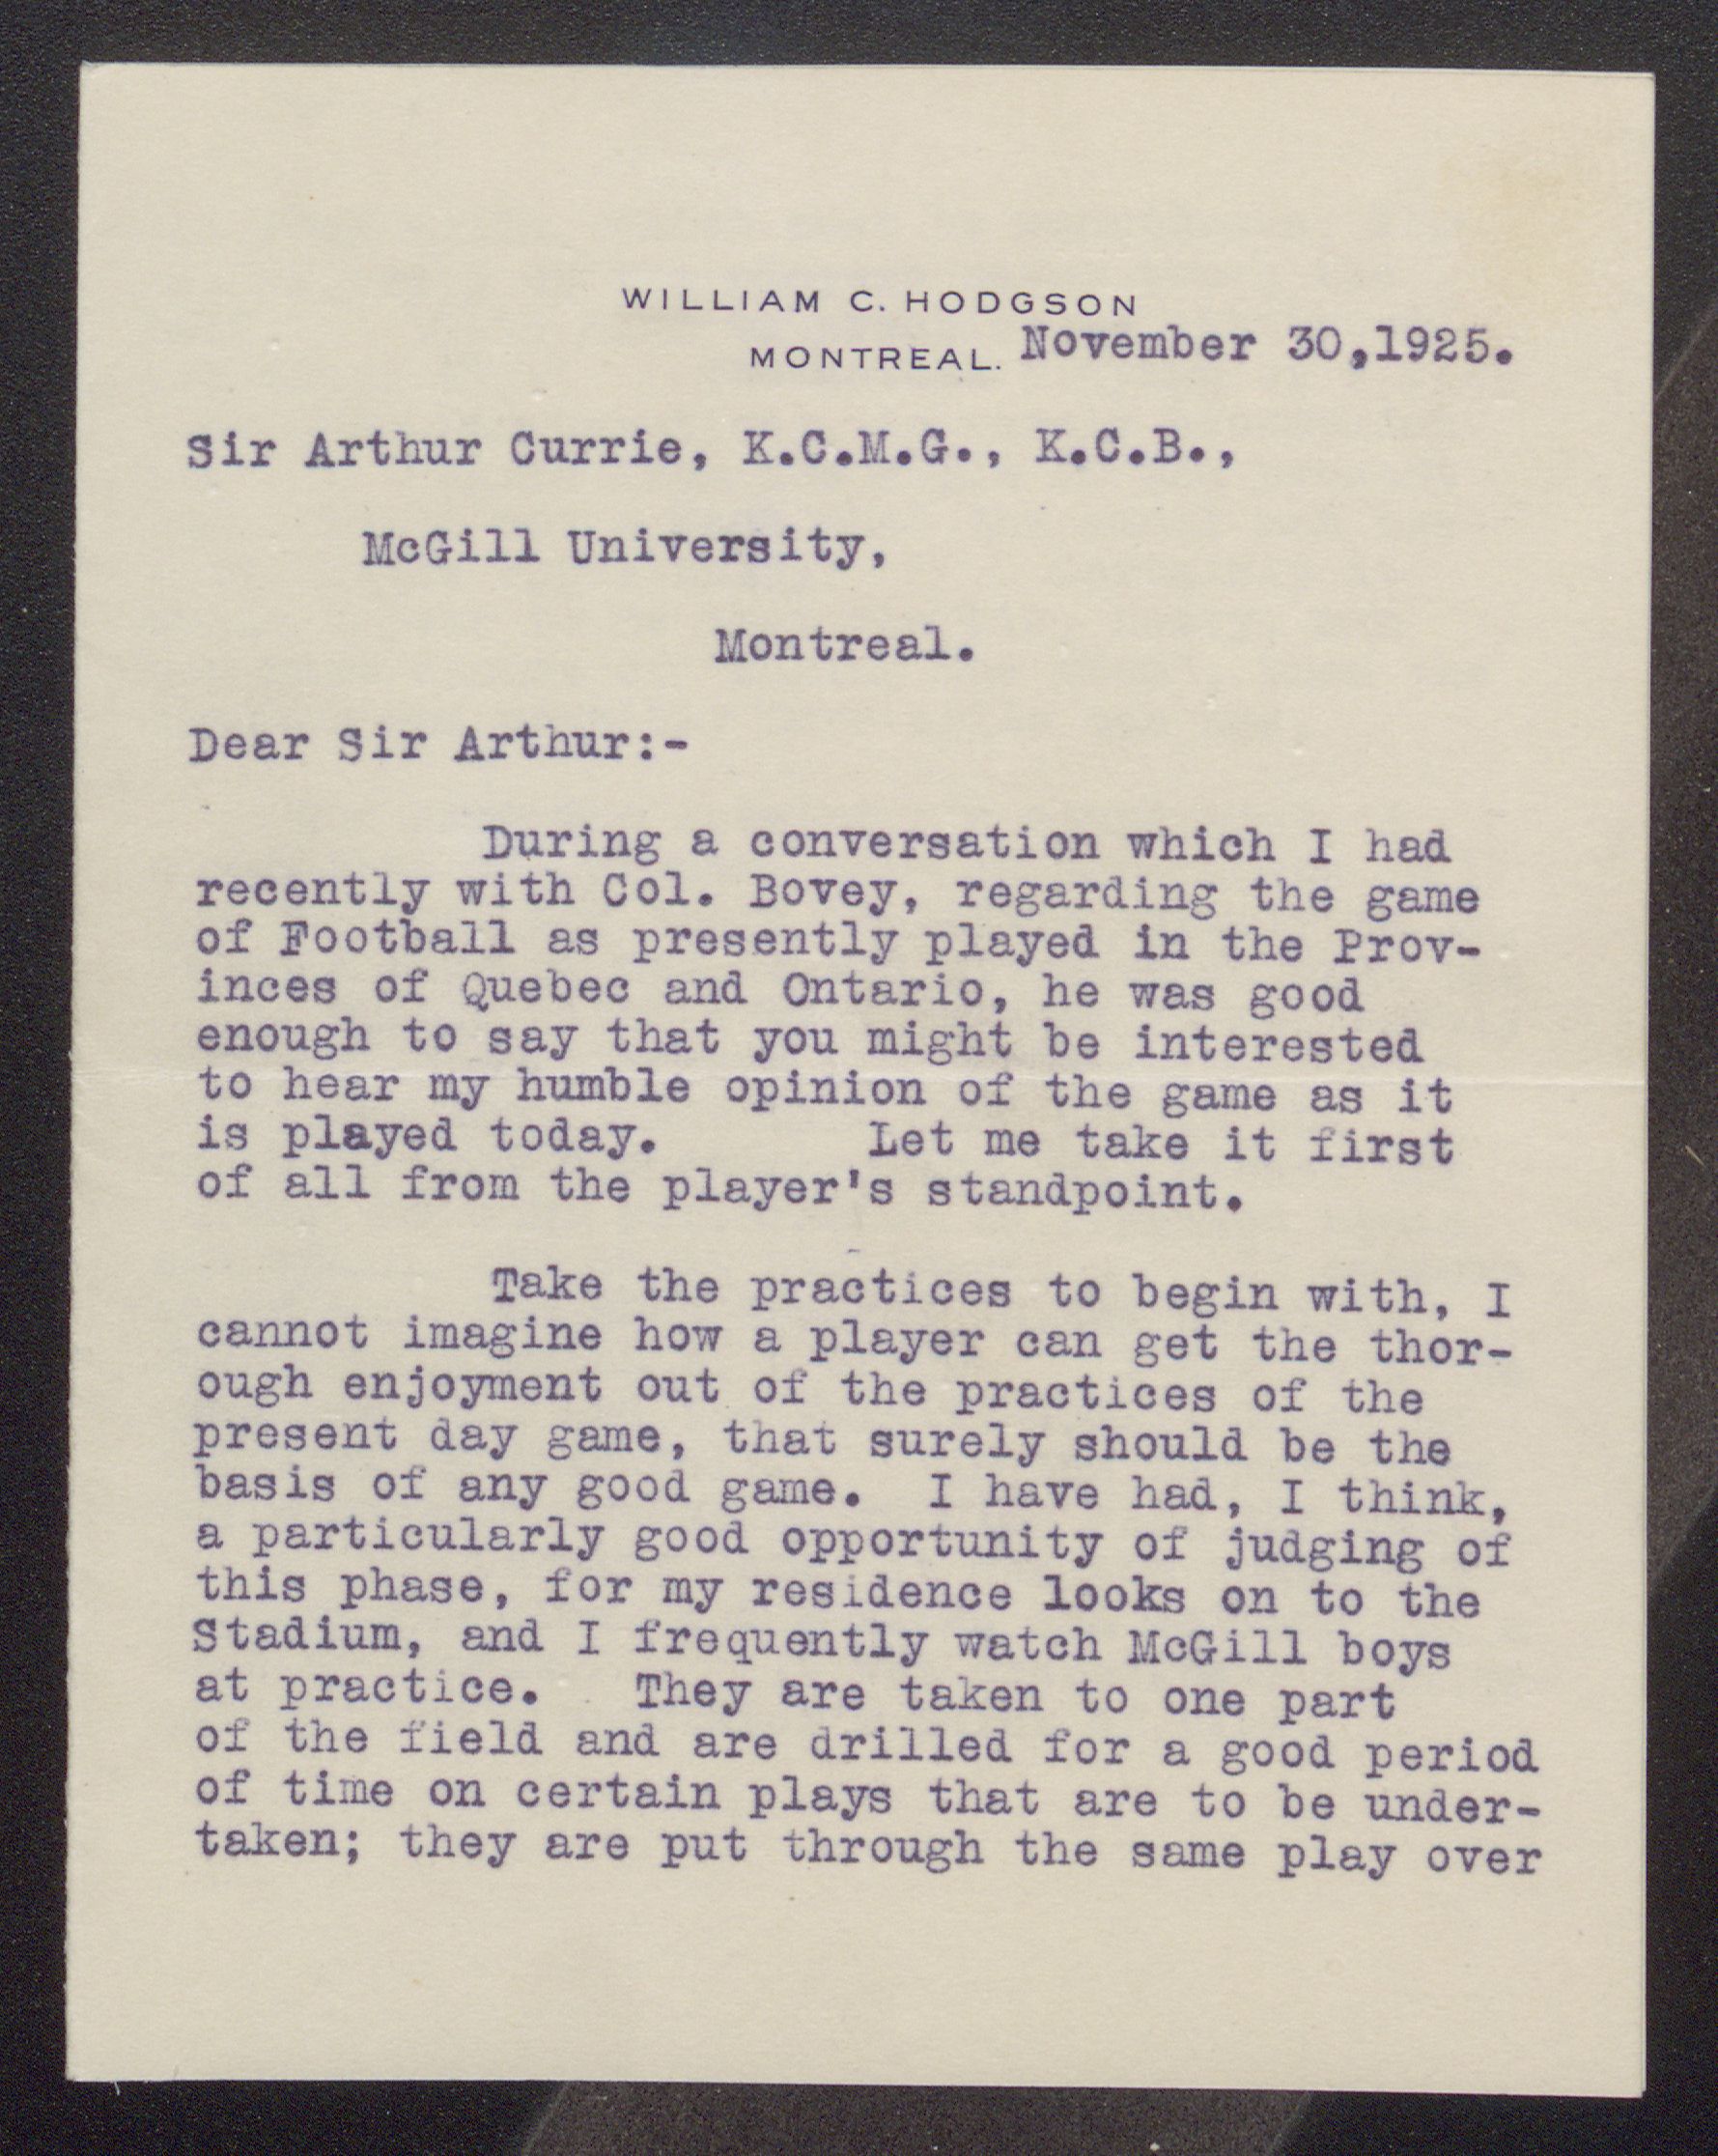 WILLIAM C. HODGSON
MONTREAL. November 30,1925.
Sir Arthur Currie, K.C.M.G., K.C.B.,
McGill University,
Montreal.
Dear Sir Arthur:-
During a conversation which I had
recently with Col. Bovey, regarding the game
of Football as presently played in the Prov-
inces of Quebec and Ontario, he was good
enough to say that you might be interested
to hear my humble opinion of the game as it
is played today. Let me take it first
of all from the player's standpoint.
Take the practices to begin with, I
cannot imagine how a player can get the thor-
ough enjoyment out of the practices of the
present day game, that surely should be the
basis of any good game. I have had, I think,
a particularly good opportunity of judging of
this phase, for my residence looks on to the
Stadium, and I frequently watch McGill boys
at practice. They are taken to one part
of the field and are drilled for a good period
of time on certain plays that are to be under-
taken; they are put through the same play over